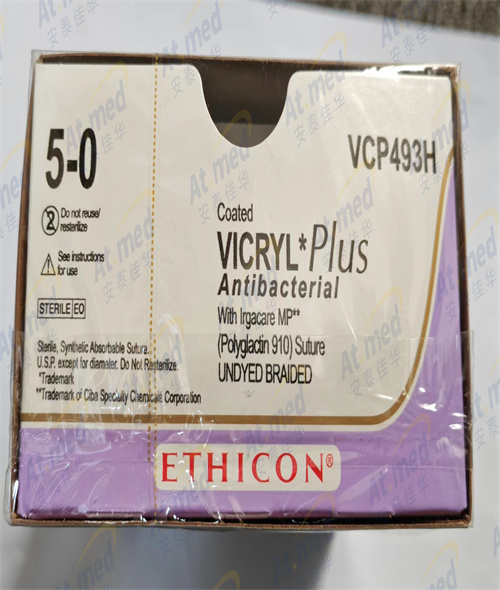 5-0
VCP493H
Do not reuse/
resterilize
See instructions
for use
STERILE EO
Coated
VICRYL* Plus
Antibacterial
With Irgacare MP**
(Polyglactin 910) Suture
UNDYED BRAIDED
Sterile, Synthetic Absorbable Sutura.
U.S.P. except for diameter. Do Not Resterilize.
*Trademark
**Trademark of Ciba Specialty Chemicals Corporation
ETHICON®
At med
安泰佳华